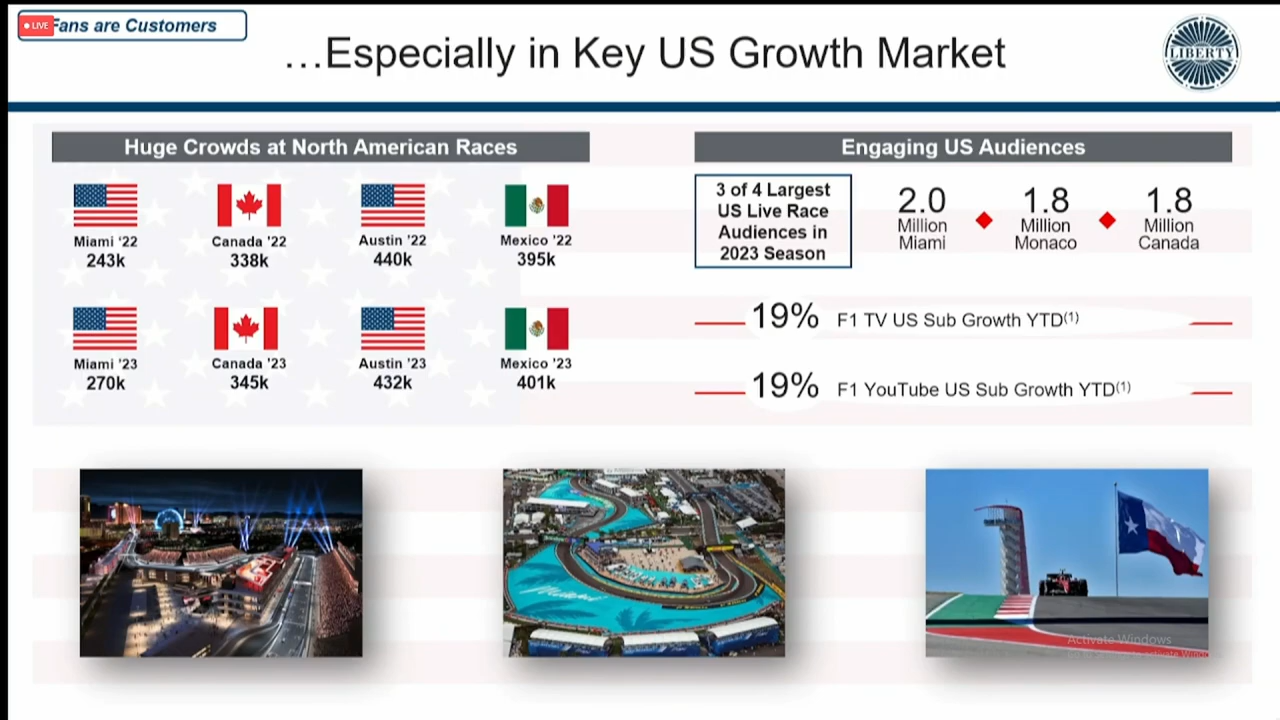 LIVE
Fans are Customers
…Especially in Key US Growth Market
LIBERTY
Huge Crowds at North American Races
Miami ‘22
Canada ’22
Austin ’22
Mexico ’22
243k
338k
440k
395k
Miami ’23
Canada ’23
Austin ’23
Mexico ’23
270k
345k
432k
401k
Engaging US Audiences
3 of 4 Largest
US Live Race
Audiences in
2023 Season
2.0
Million
Miami
1.8
Million
Monaco
1.8
Million
Canada
19% F1 TV US Sub Growth YTD(1)
19% F1 YouTube US Sub Growth YTD(1)
Miami
Activate Windows